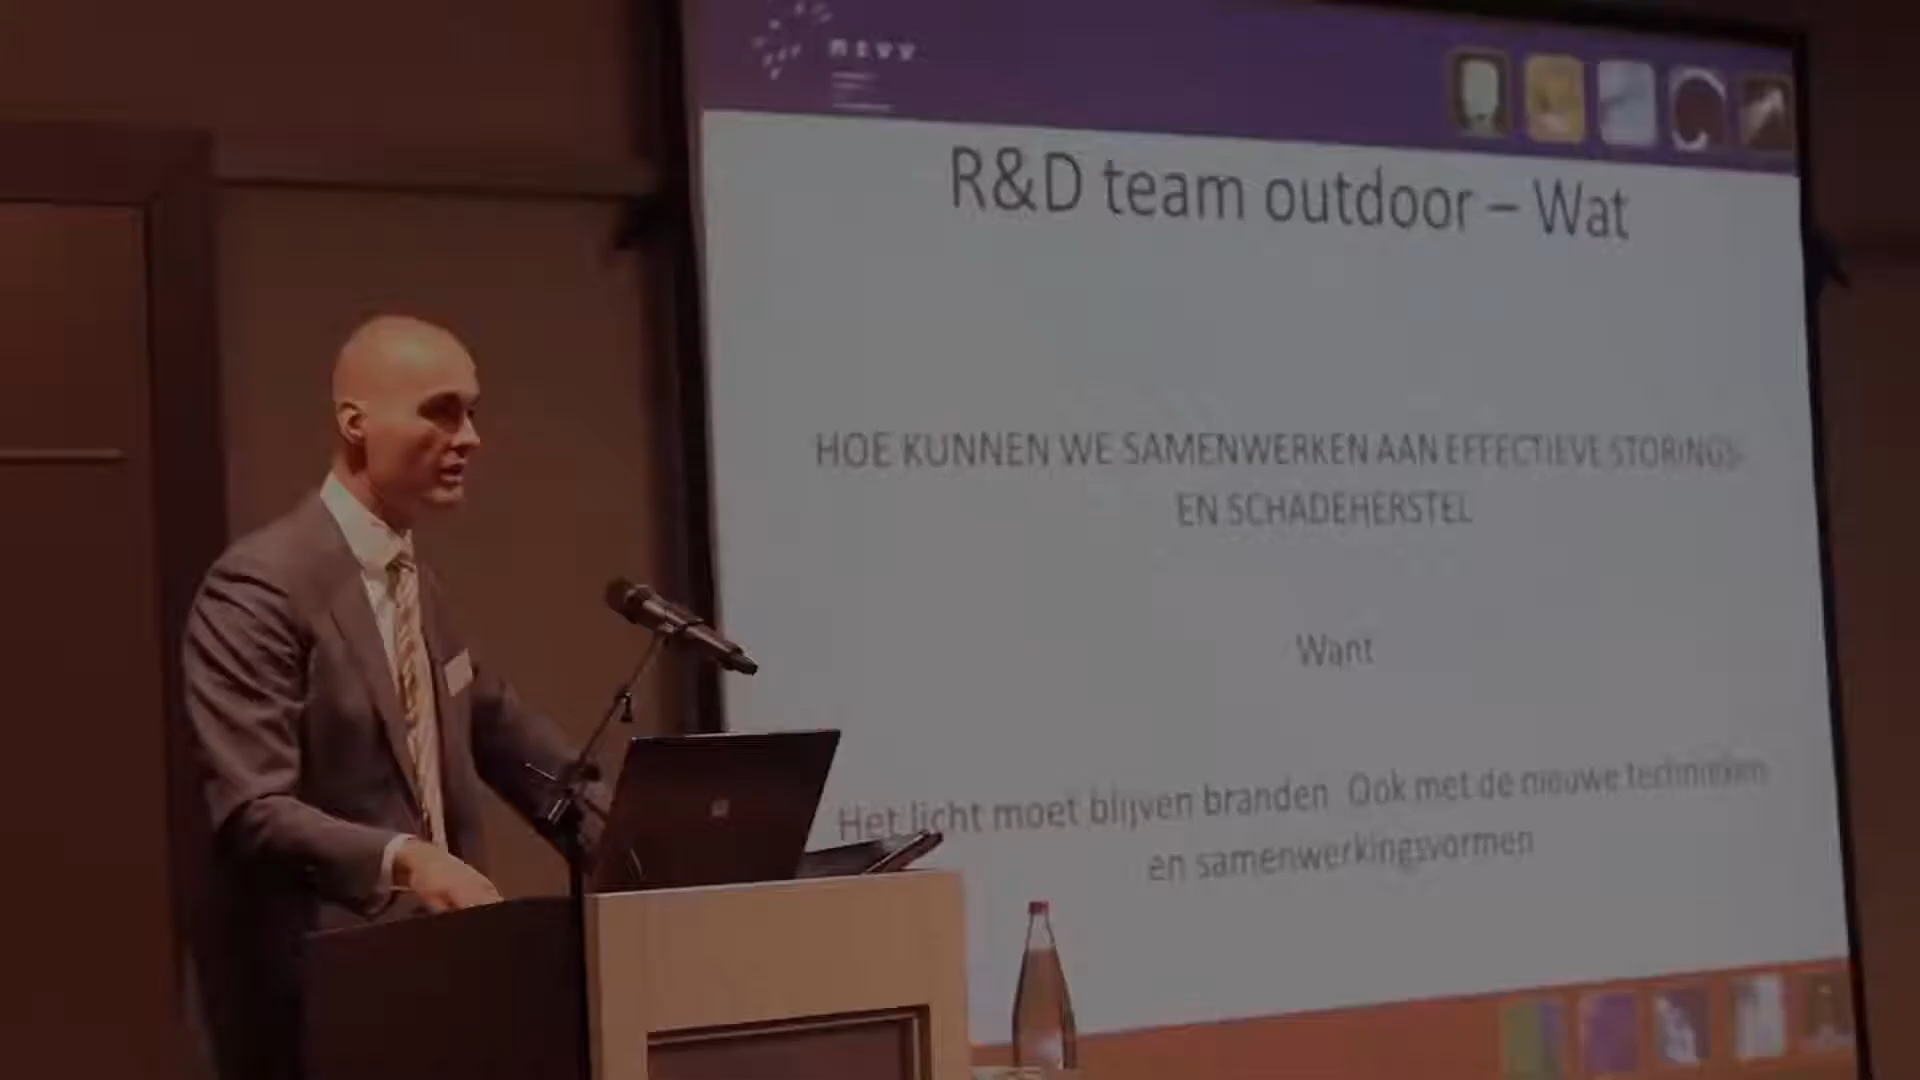 NSVV
R&D team outdoor – Wat
HOE KUNNEN WE SAMENWERKEN AAN EFFECTIEVE STORINGS-
EN SCHADEHERSTEL
Want
Het licht moet blijven branden Ook met de nieuwe technieken
en samenwerkingsvormen